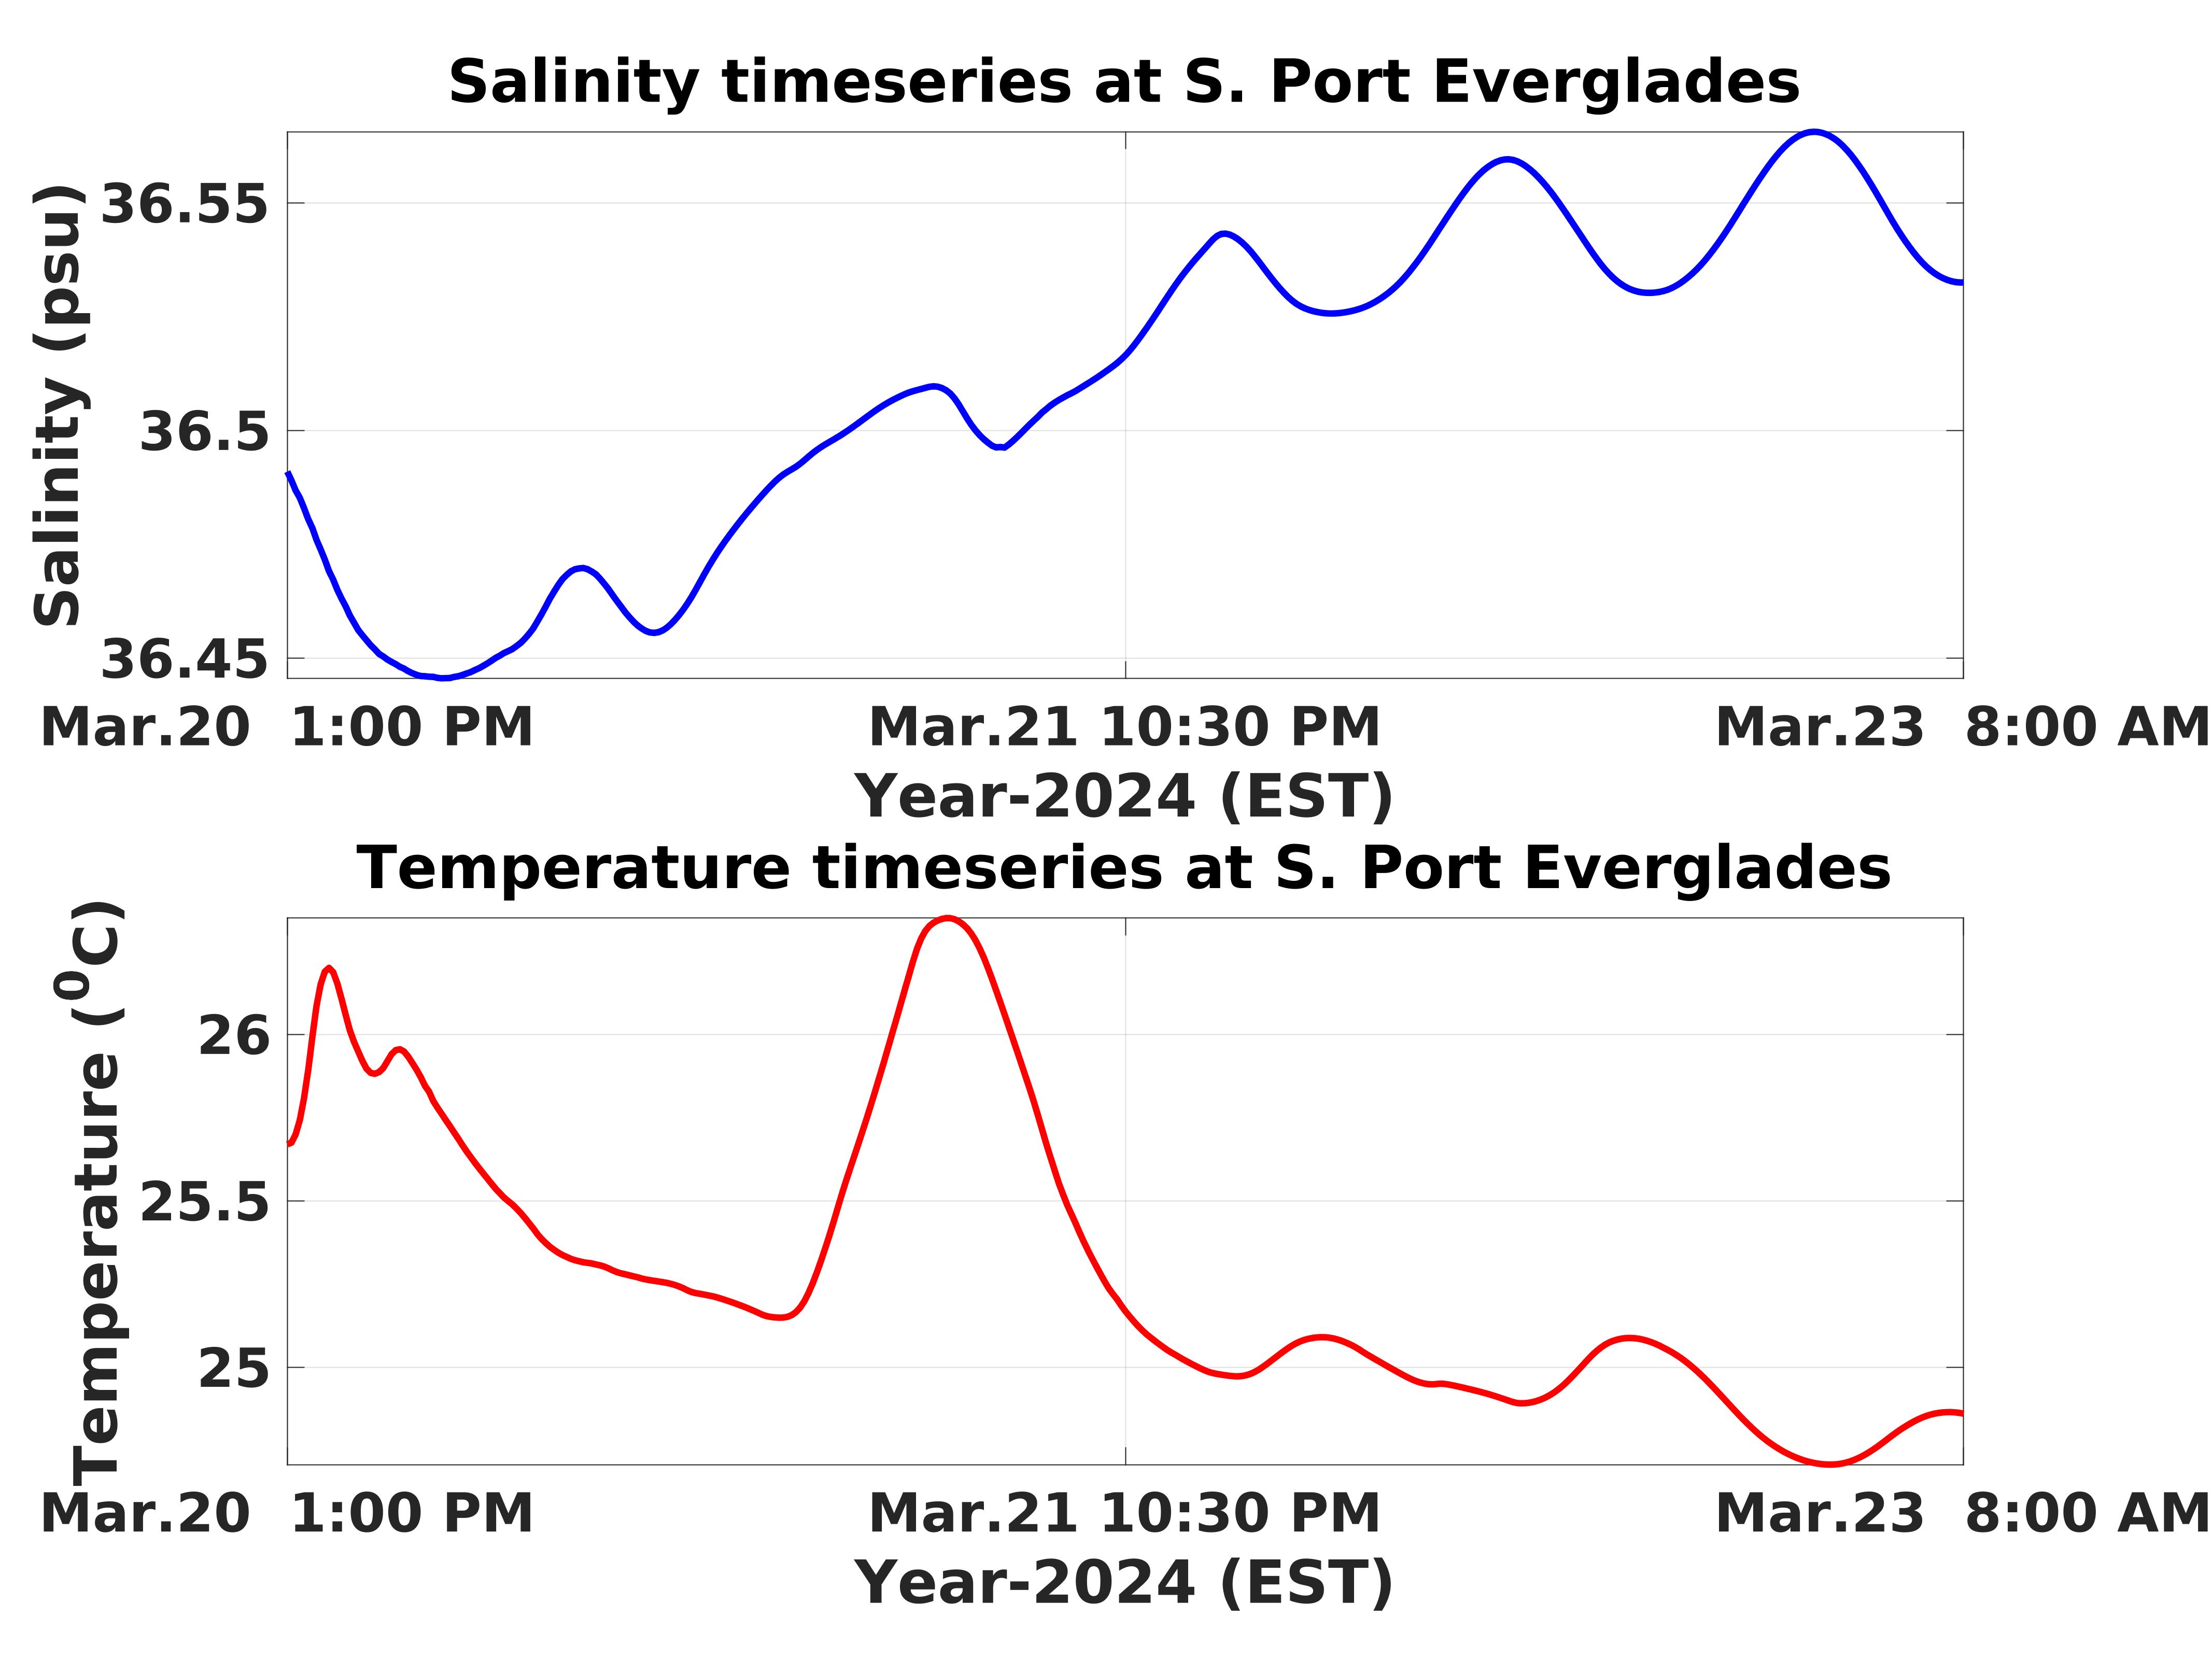 Salinity timeseries at S. Port Everglades
Salinity (psu)
36.55
36.5
36.45
Mar.20  1:00 PM
Mar.21 10:30 PM
Mar.23  8:00 AM
Year-2024 (EST)
Temperature timeseries at S. Port Everglades
Temperature (⁰C)
26
25.5
25
Mar.20  1:00 PM
Mar.21 10:30 PM
Mar.23  8:00 AM
Year-2024 (EST)